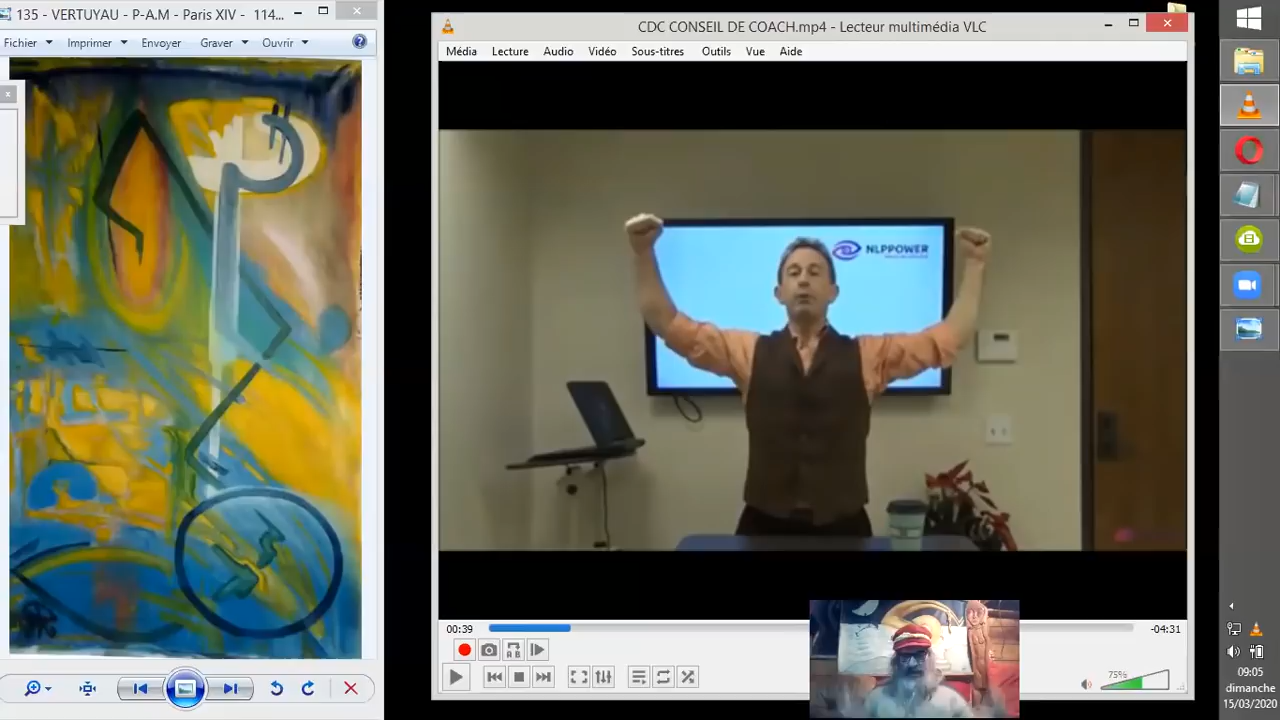 135 - VERTUYAU - P-A.M - Paris XIV - 114...
Fichier
Imprimer
Envoyer
Graver
Ouvrir
CDC CONSEIL DE COACH.mp4 - Lecteur multimédia VLC
Média Lecture Audio Vidéo Sous-titres Outils Vue Aide
NLPPOWER
00:39
-04:31
75%
09:05
dimanche
15/03/2020